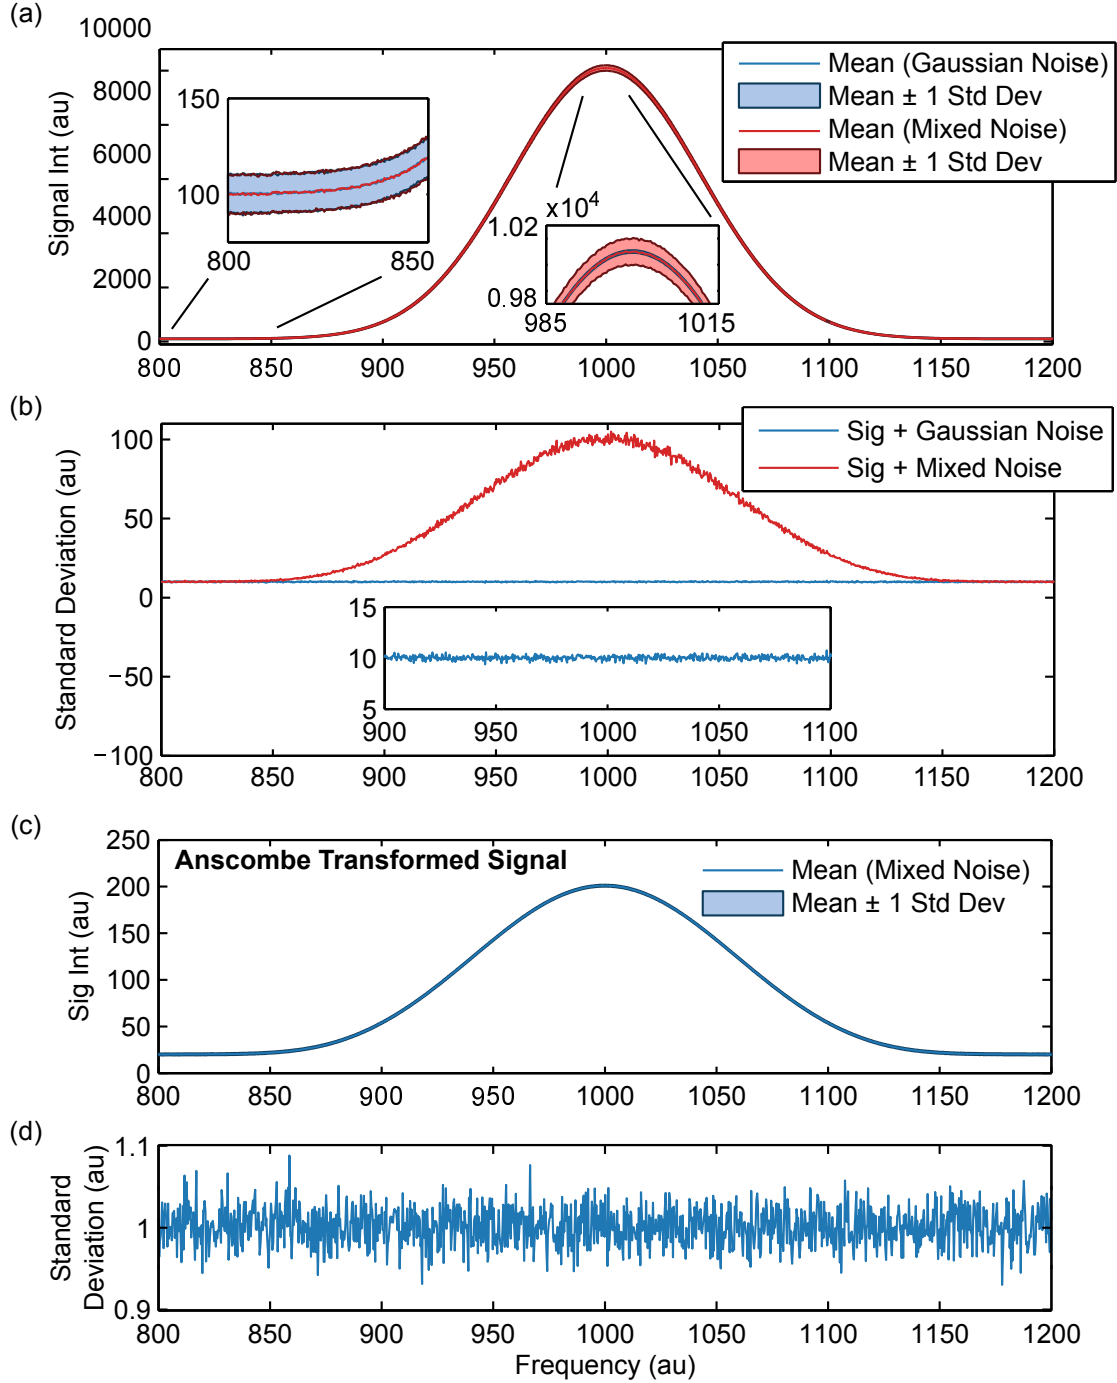 (a)
10000
8000
6000
4000
2000
0
Signal Int (au)
Mean (Gaussian Noise)
Mean ± 1 Std Dev
Mean (Mixed Noise)
Mean ± 1 Std Dev
150
100
800 850
1.02 x10⁴
0.98
985 1015
800 850 900 950 1000 1050 1100 1150 1200
(b)
100
50
0
−50
−100
Standard Deviation (au)
Sig + Gaussian Noise
Sig + Mixed Noise
15
10
5
900 950 1000 1050 1100
800 850 900 950 1000 1050 1100 1150 1200
(c)
250
200
150
100
50
0
Sig Int (au)
Anscombe Transformed Signal
Mean (Mixed Noise)
Mean ± 1 Std Dev
800 850 900 950 1000 1050 1100 1150 1200
(d)
1.1
1
0.9
Standard
Deviation (au)
800 850 900 950 1000 1050 1100 1150 1200
Frequency (au)